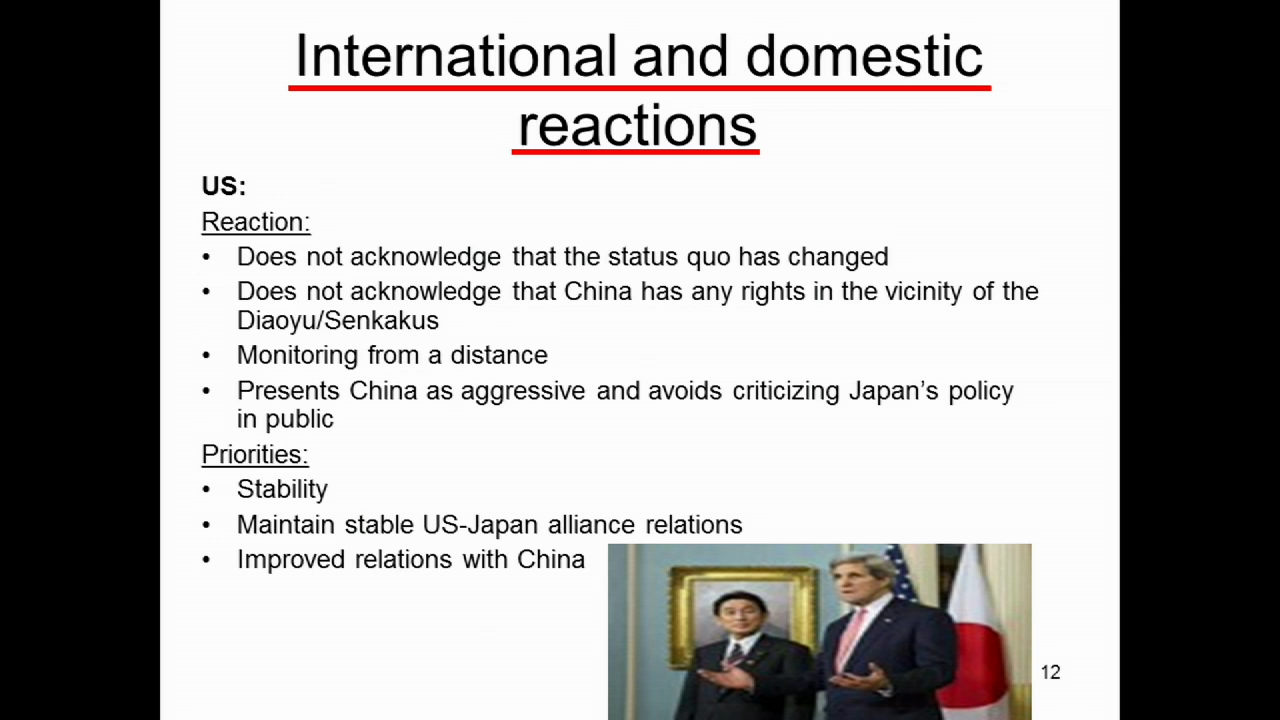 International and domestic
reactions
US:
Reaction:
• Does not acknowledge that the status quo has changed
• Does not acknowledge that China has any rights in the vicinity of the
Diaoyu/Senkakus
• Monitoring from a distance
• Presents China as aggressive and avoids criticizing Japan’s policy
in public
Priorities:
• Stability
• Maintain stable US-Japan alliance relations
• Improved relations with China
12